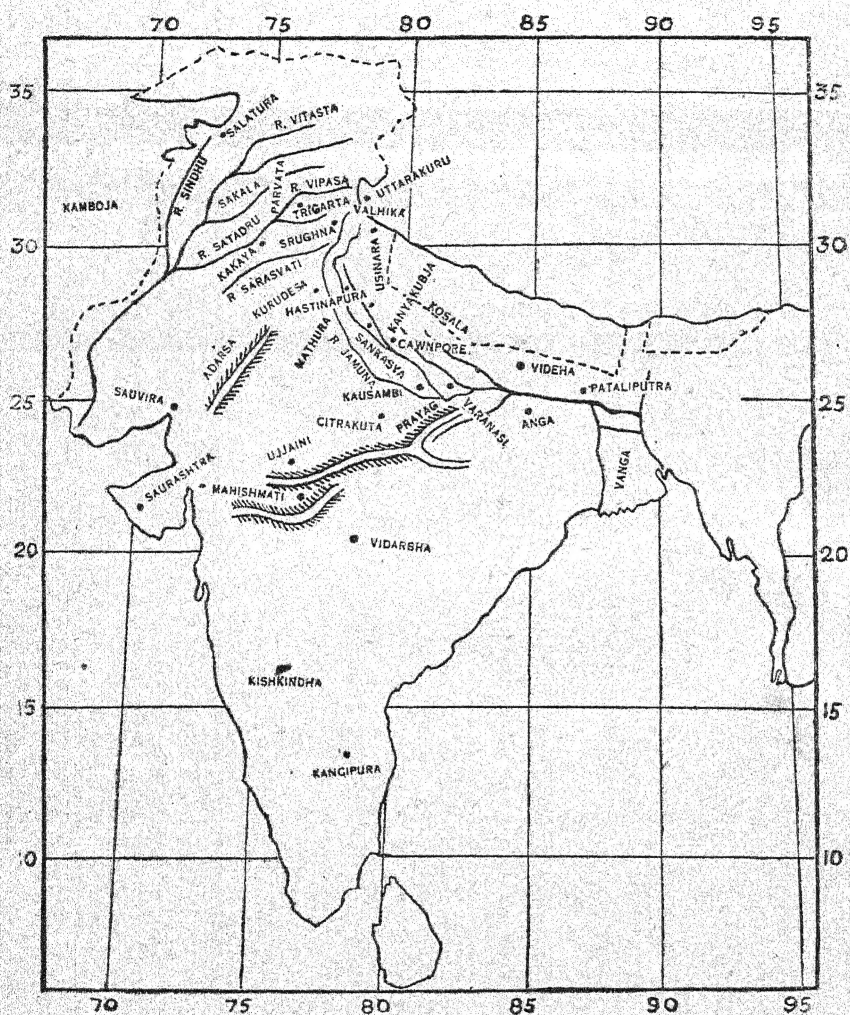 70 75 80 85 90 95
35 35
SALATURA
R. VITASTA
R. SINDHU
SAKALA
PARVATA
R. VIPASA
UTTARAKURU
KAMBOJA
TRIGARTA
VALHIKA
R. SATADRU
SRUGHNA
30 30
KAKAYA
USINARA
R. SARASVATI
KURUDESA
HASTINAPURA
KANYAKUBJA
KOSALA
ADARSA
MATHURA
R. JAMUNA
SANKASYA
CAWNPORE
VIDEHA
SAUVIRA
KAUSAMBI
PATALIPUTRA
25 25
CITRAKUTA
PRAYAG
VARANASI
ANGA
UJJAINI
SAURASHTRA
MAHISHMATI
VANGA
VIDARBHA
20 20
KISHKINDHA
15 15
KANGIPURA
10 10
70 75 80 85 90 95